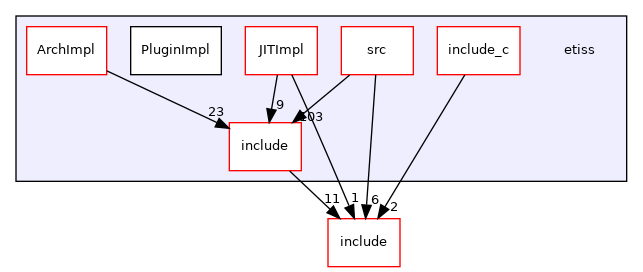 ArchImpl
PluginImpl
JITImpl
src
include_c
etiss
23
9
103
include
11
1
6
2
include